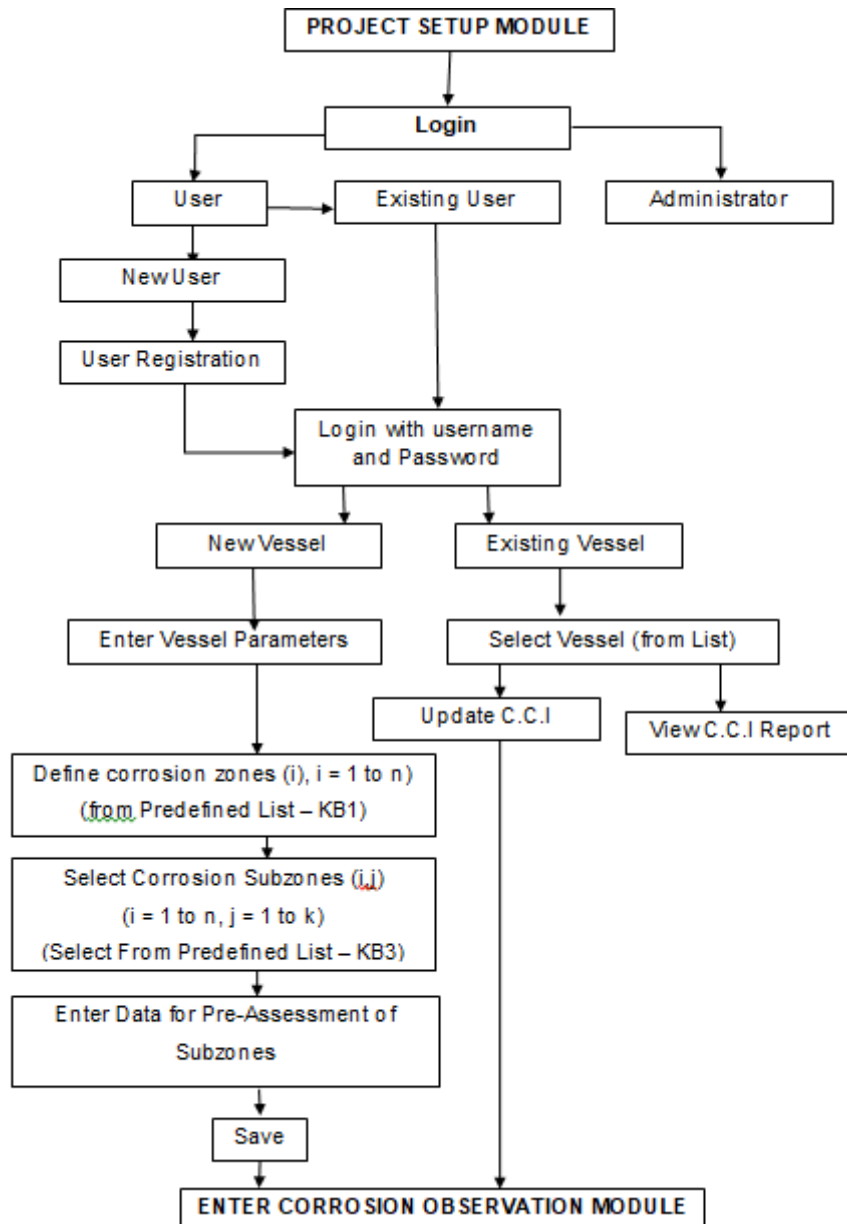 PROJECT SETUP MODULE
Login
User
Existing User
Administrator
New User
User Registration
Login with username
and Password
New Vessel
Existing Vessel
Enter Vessel Parameters
Select Vessel (from List)
Update C.C.I
View C.C.I Report
Define corrosion zones (i), i = 1 to n)
(from Predefined List – KB1)
Select Corrosion Subzones (i,j)
(i = 1 to n, j = 1 to k)
(Select From Predefined List – KB3)
Enter Data for Pre-Assessment of
Subzones
Save
ENTER CORROSION OBSERVATION MODULE